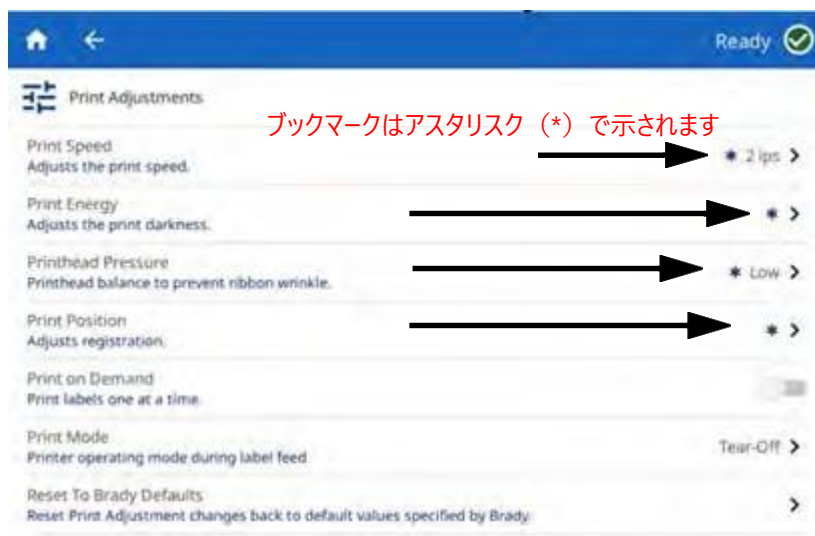 Ready
Print Adjustments
ブックマークはアスタリスク（*）で示されます
Print Speed
* 2 ips >
Adjusts the print speed.
Print Energy
* >
Adjusts the print darkness.
Printhead Pressure
* Low >
Printhead balance to prevent ribbon wrinkle.
Print Position
* >
Adjusts registration.
Print on Demand
Print labels one at a time.
Print Mode
Tear-Off >
Printer operating mode during label feed
Reset To Brady Defaults
>
Reset Print Adjustment changes back to default values specified by Brady.